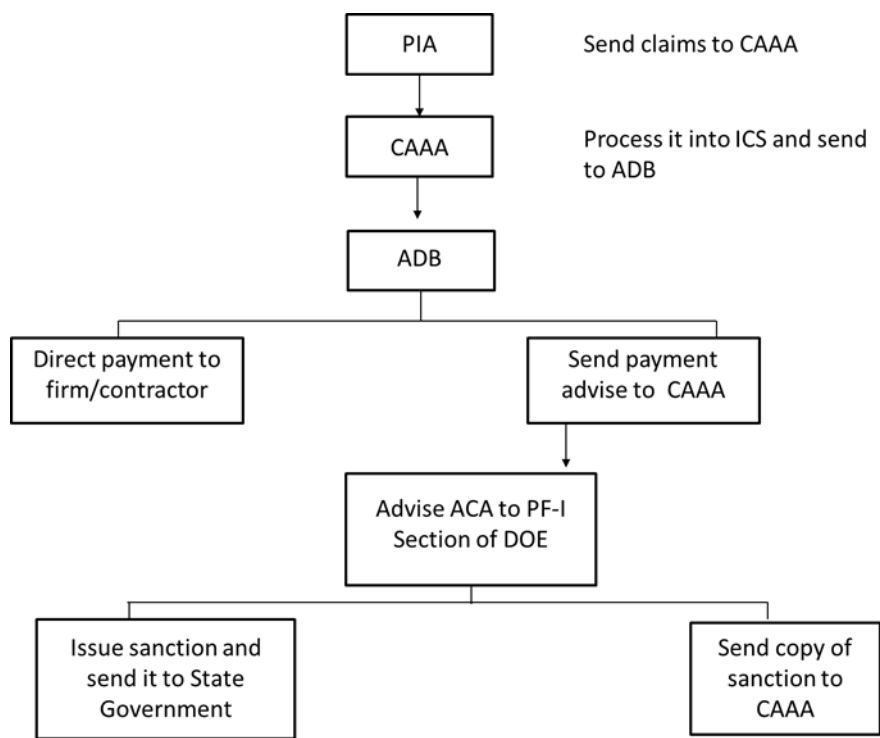 PIA
Send claims to CAAA
CAAA
Process it into ICS and send
to ADB
ADB
Direct payment to
firm/contractor
Send payment
advise to CAAA
Advise ACA to PF-I
Section of DOE
Issue sanction and
send it to State
Government
Send copy of
sanction to
CAAA